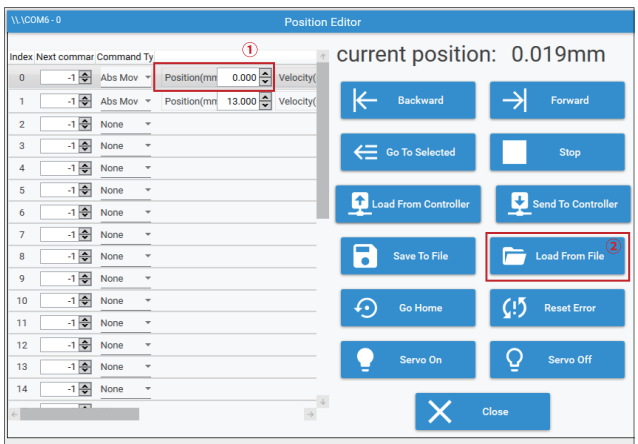 \\.\COM6 - 0
Position Editor
①
Index Next commar Command Ty
0 -1 Abs Mov Position(mm 0.000 Velocity(
1 -1 Abs Mov Position(mm 13.000 Velocity(
2 -1 None
3 -1 None
4 -1 None
5 -1 None
6 -1 None
7 -1 None
8 -1 None
9 -1 None
10 -1 None
11 -1 None
12 -1 None
13 -1 None
14 -1 None
current position: 0.019mm
Backward Forward
Go To Selected Stop
Load From Controller Send To Controller
②
Save To File Load From File
Go Home Reset Error
Servo On Servo Off
Close